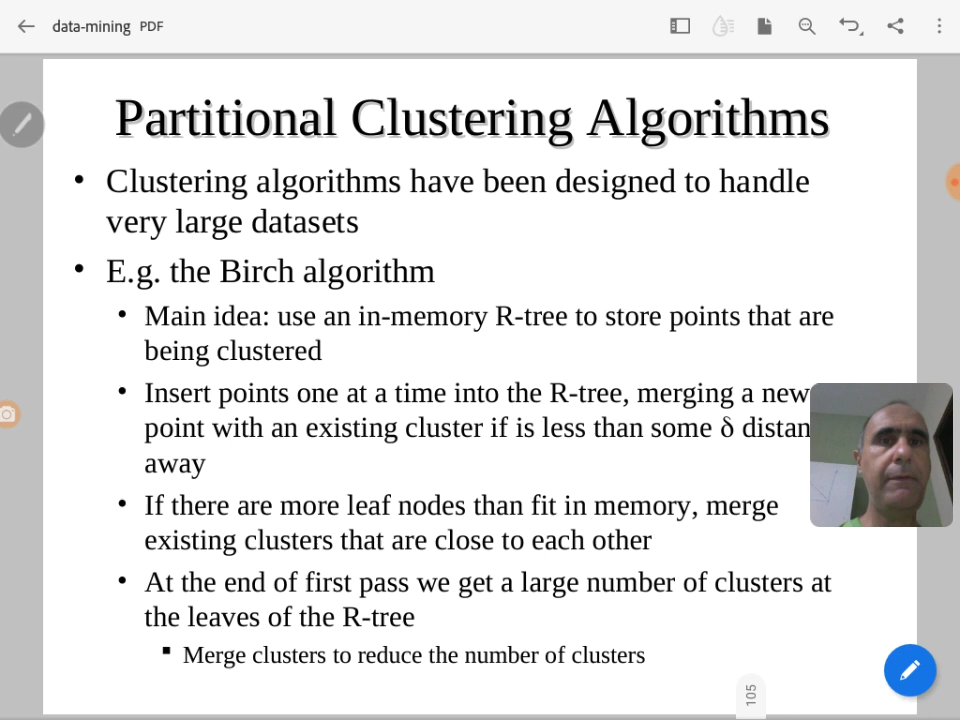 data-mining PDF
Partitional Clustering Algorithms
• Clustering algorithms have been designed to handle
very large datasets
• E.g. the Birch algorithm
• Main idea: use an in-memory R-tree to store points that are
being clustered
• Insert points one at a time into the R-tree, merging a new
point with an existing cluster if is less than some δ distan
away
• If there are more leaf nodes than fit in memory, merge
existing clusters that are close to each other
• At the end of first pass we get a large number of clusters at
the leaves of the R-tree
▪ Merge clusters to reduce the number of clusters
105